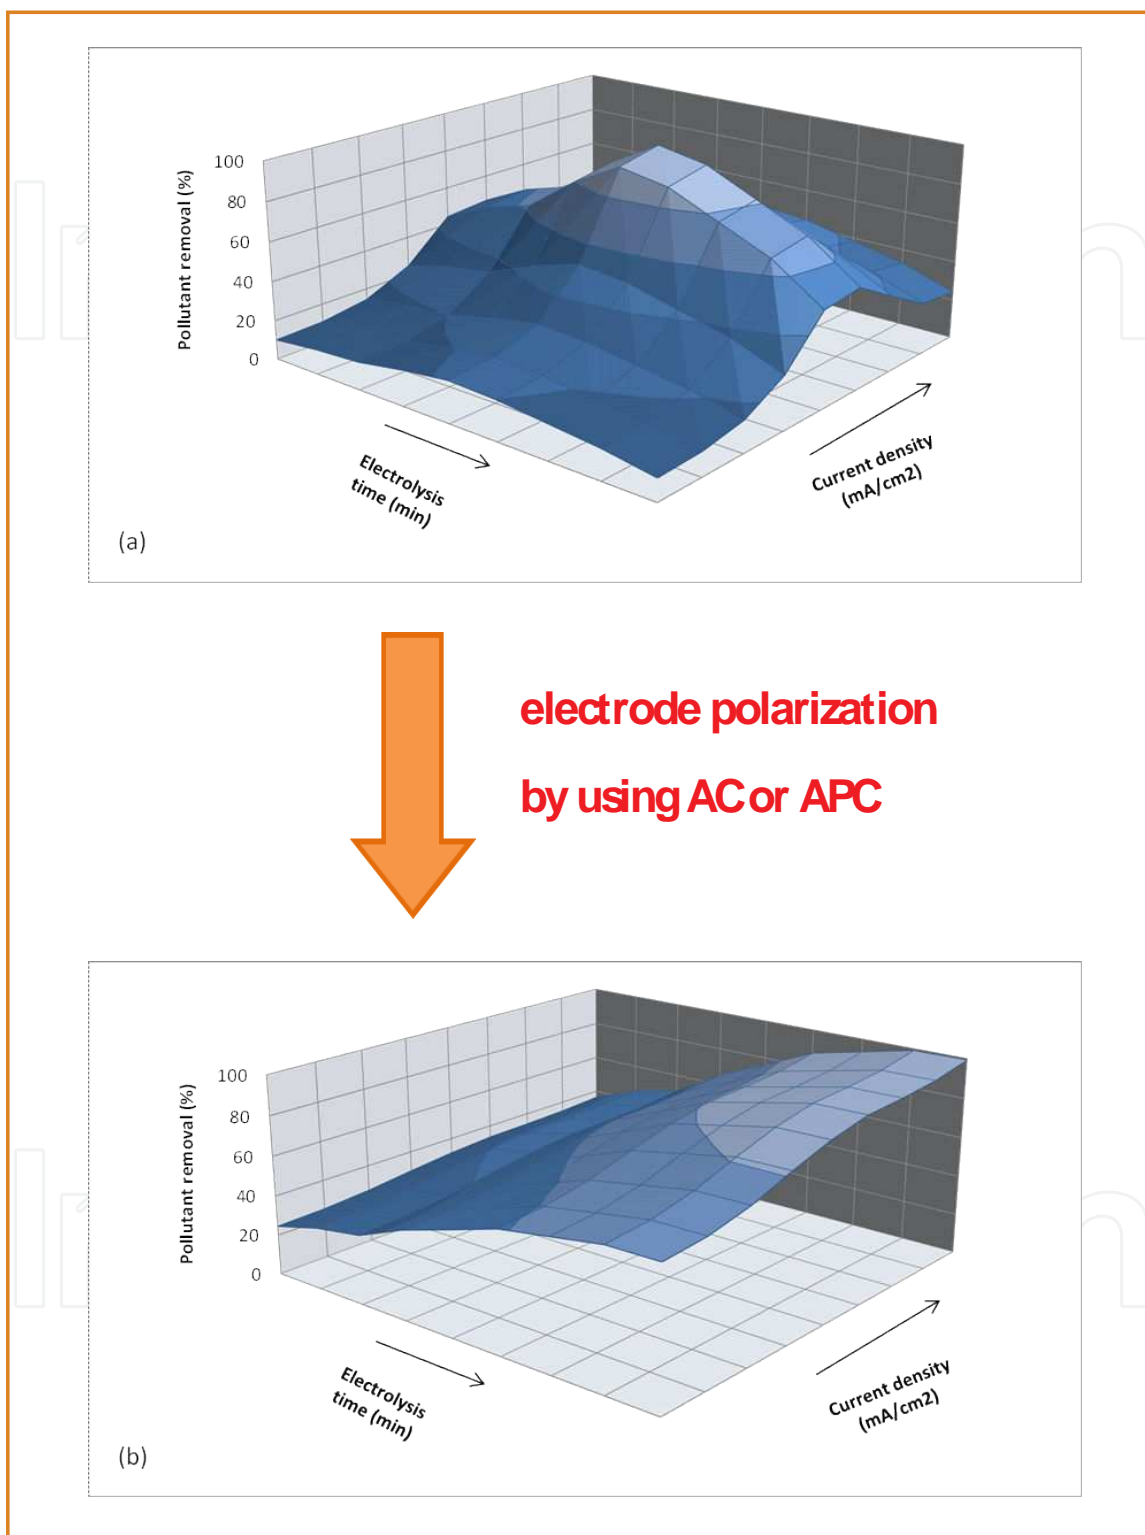 100
80
60
40
20
0
Pollutant removal (%)
Electrolysis
time (min)
Current density
(mA/cm2)
(a)
electrode polarization
by using AC or APC
100
80
60
40
20
0
Pollutant removal (%)
Electrolysis
time (min)
Current density
(mA/cm2)
(b)